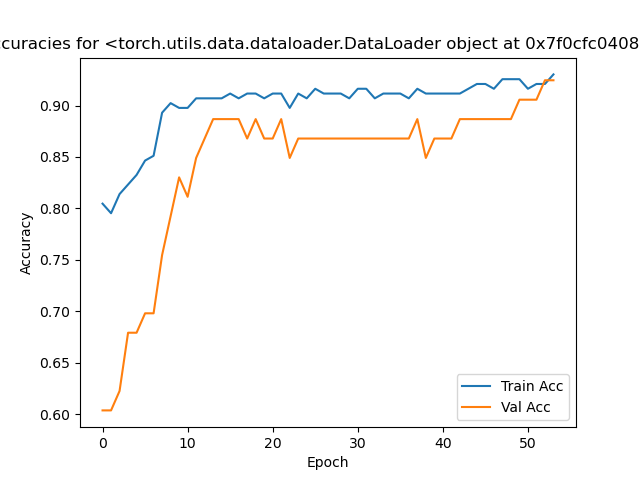 ccuracies for <torch.utils.data.dataloader.DataLoader object at 0x7f0cfc0408
0.90
0.85
0.80
0.75
0.70
0.65
0.60
Accuracy
0
10
20
30
40
50
Epoch
Train Acc
Val Acc